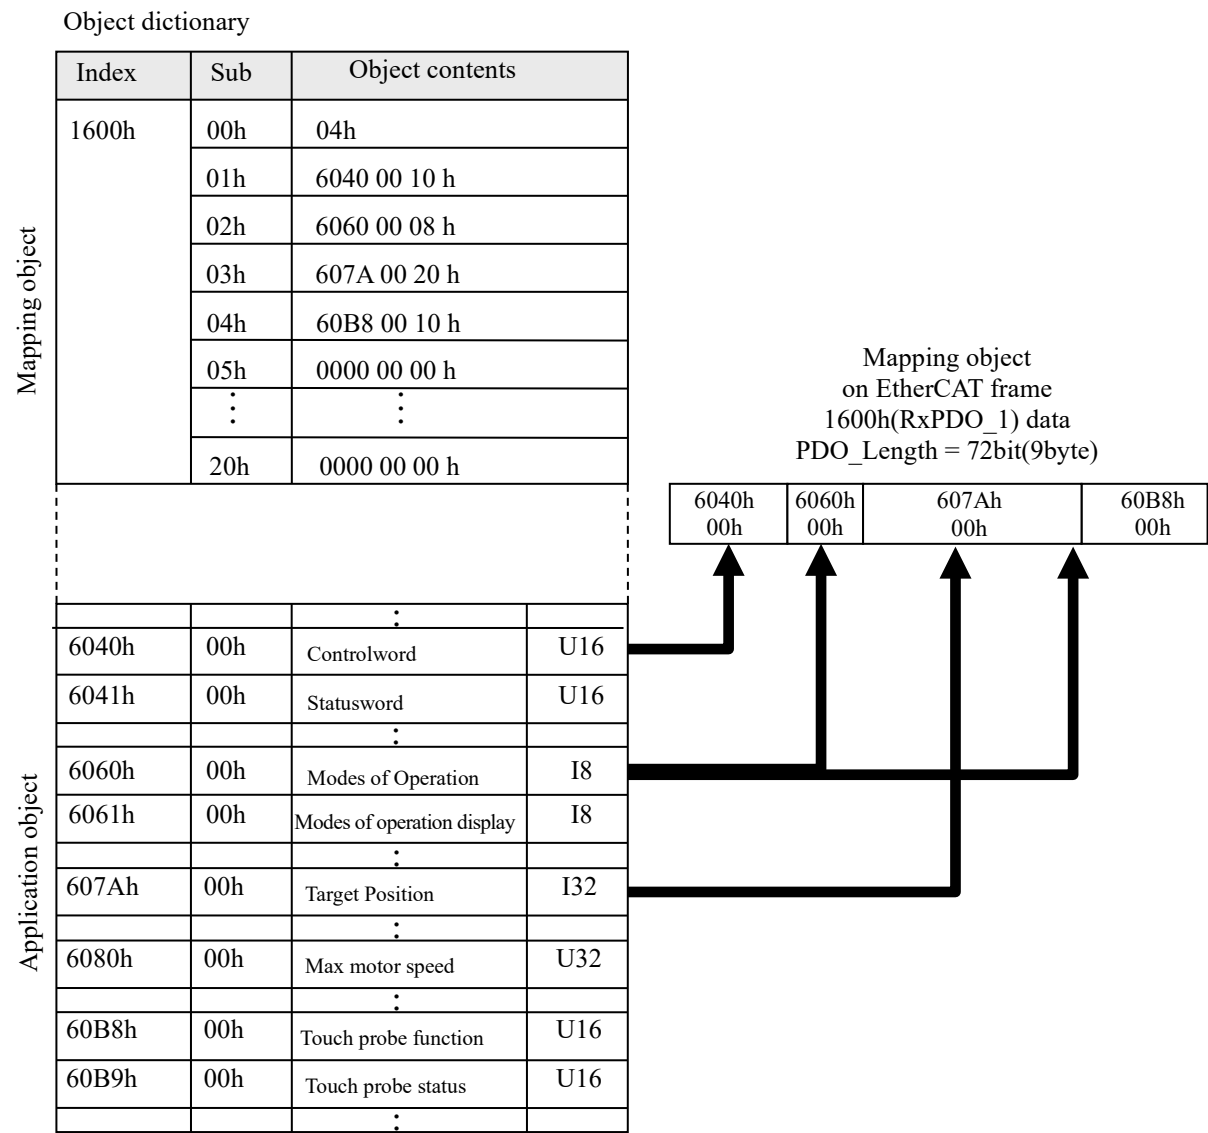 Object dictionary
Index Sub Object contents
Mapping object
1600h 00h 04h
01h 6040 00 10 h
02h 6060 00 08 h
03h 607A 00 20 h
04h 60B8 00 10 h
05h 0000 00 00 h
⋮ ⋮
20h 0000 00 00 h
Mapping object
on EtherCAT frame
1600h(RxPDO_1) data
PDO_Length = 72bit(9byte)
6040h 6060h 607Ah 60B8h
00h 00h 00h 00h
Application object
⋮
6040h 00h Controlword U16
6041h 00h Statusword U16
⋮
6060h 00h Modes of Operation I8
6061h 00h Modes of operation display I8
⋮
607Ah 00h Target Position I32
⋮
6080h 00h Max motor speed U32
⋮
60B8h 00h Touch probe function U16
60B9h 00h Touch probe status U16
⋮